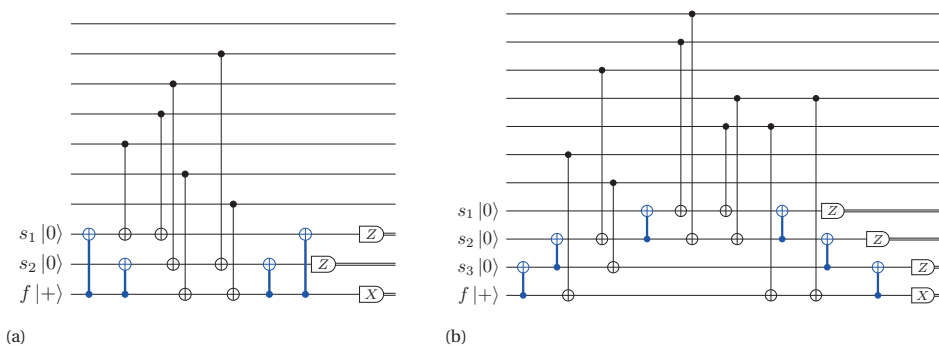 s₁ |0⟩ Z
s₂ |0⟩ Z
f |+⟩ X
(a)
s₁ |0⟩ Z
s₂ |0⟩ Z
s₃ |0⟩ Z
f |+⟩ X
(b)